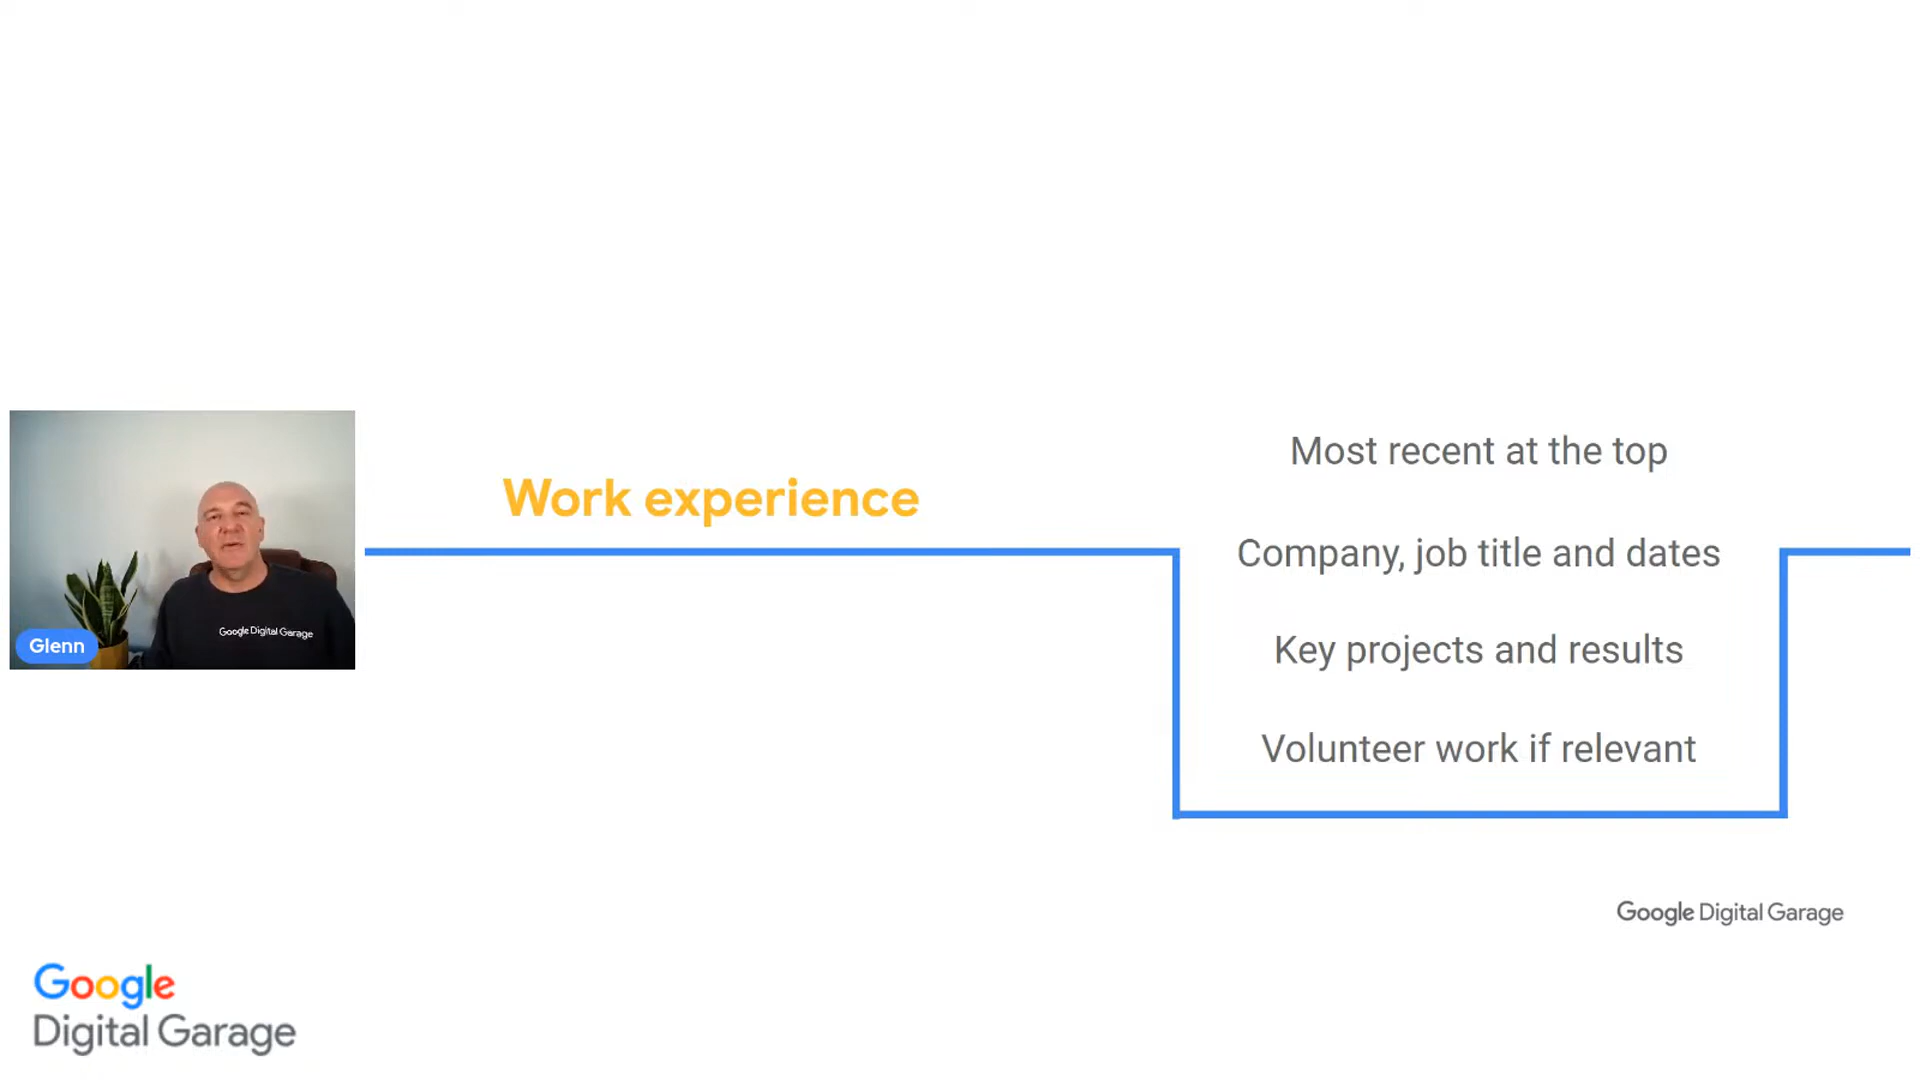 Work experience
Most recent at the top
Company, job title and dates
Key projects and results
Volunteer work if relevant
Google Digital Garage
Glenn
Google Digital Garage
Google
Digital Garage